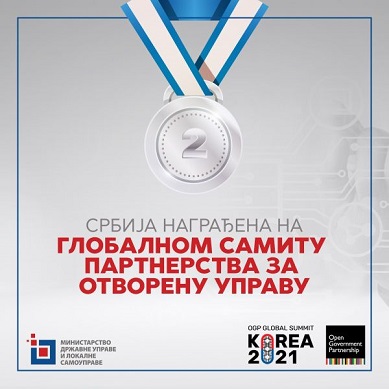 2
СРБИЈА НАГРАЂЕНА НА
ГЛОБАЛНОМ САМИТУ
ПАРТНЕРСТВА ЗА
ОТВОРЕНУ УПРАВУ
МИНИСТАРСТВО
ДРЖАВНЕ УПРАВЕ
И ЛОКАЛНЕ
САМОУПРАВЕ
OGP GLOBAL SUMMIT
KOREA
2021
Open
Government
Partnership